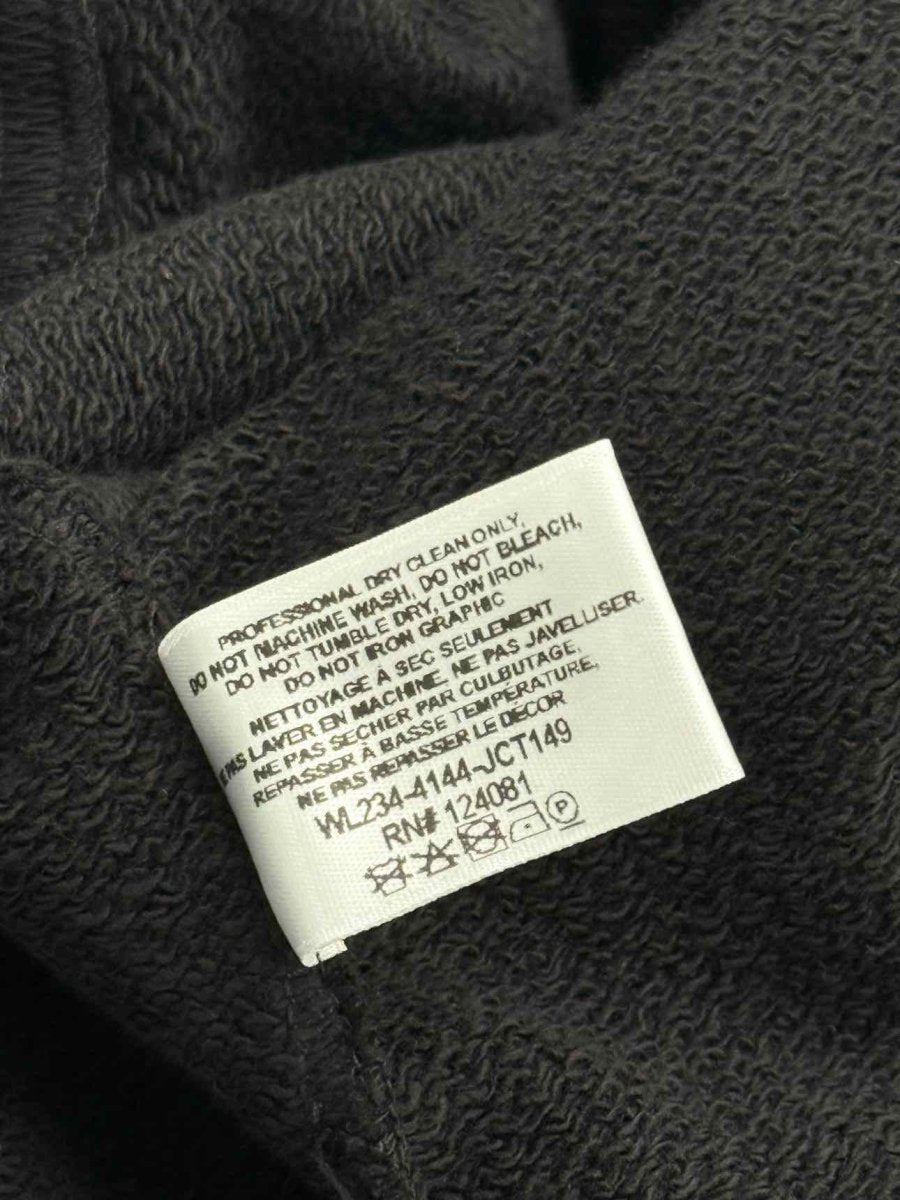 PROFESSIONAL DRY CLEAN ONLY,
DO NOT MACHINE WASH, DO NOT BLEACH,
DO NOT TUMBLE DRY, LOW IRON,
DO NOT IRON GRAPHIC
NETTOYAGE À SEC SEULEMENT
NE PAS LAVER EN MACHINE, NE PAS JAVELLISER.
NE PAS SECHER PAR CULBUTAGE,
REPASSER À BASSE TEMPÉRATURE,
NE PAS REPASSER LE DÉCOR
WL234-4144-JCT149
RN# 124081
P